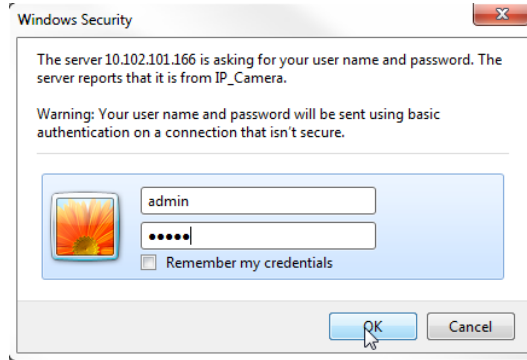 Windows Security
The server 10.102.101.166 is asking for your user name and password. The
server reports that it is from IP_Camera.
Warning: Your user name and password will be sent using basic
authentication on a connection that isn't secure.
admin
●●●●●
Remember my credentials
OK
Cancel